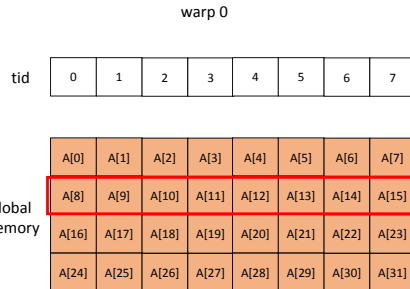 warp 0
tid 0 1 2 3 4 5 6 7
A[0] A[1] A[2] A[3] A[4] A[5] A[6] A[7]
A[8] A[9] A[10] A[11] A[12] A[13] A[14] A[15]
lobal
emory
A[16] A[17] A[18] A[19] A[20] A[21] A[22] A[23]
A[24] A[25] A[26] A[27] A[28] A[29] A[30] A[31]